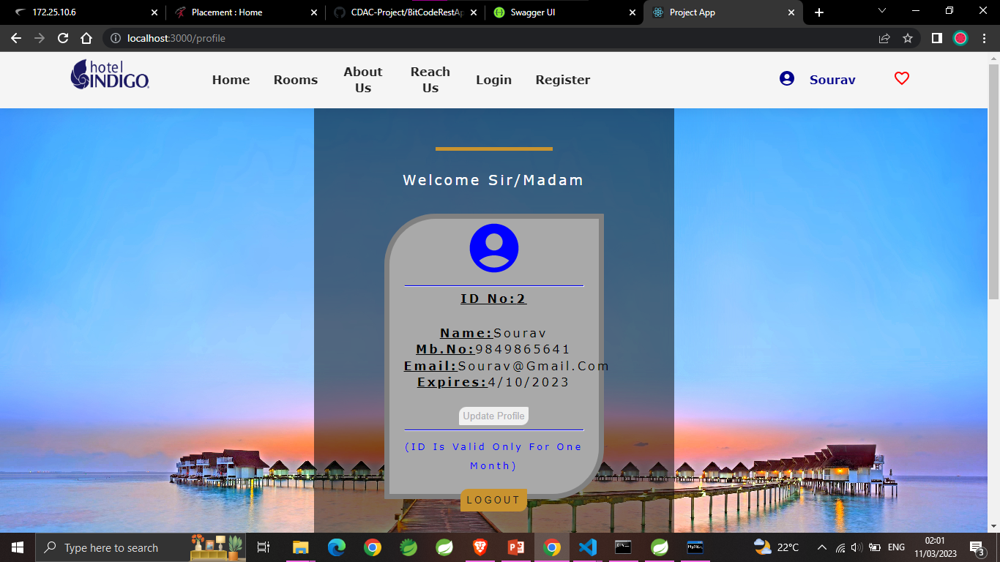 172.25.10.6
Placement : Home
CDAC-Project/BitCodeRestAp
Swagger UI
Project App
localhost:3000/profile
hotel
INDIGO
Home
Rooms
About
Us
Reach
Us
Login
Register
Sourav
Welcome Sir/Madam
ID No:2
Name:Sourav
Mb.No:9849865641
Email:Sourav@Gmail.Com
Expires:4/10/2023
Update Profile
(ID Is Valid Only For One
Month)
LOGOUT
Type here to search
22°C
ENG
02:01
11/03/2023
3